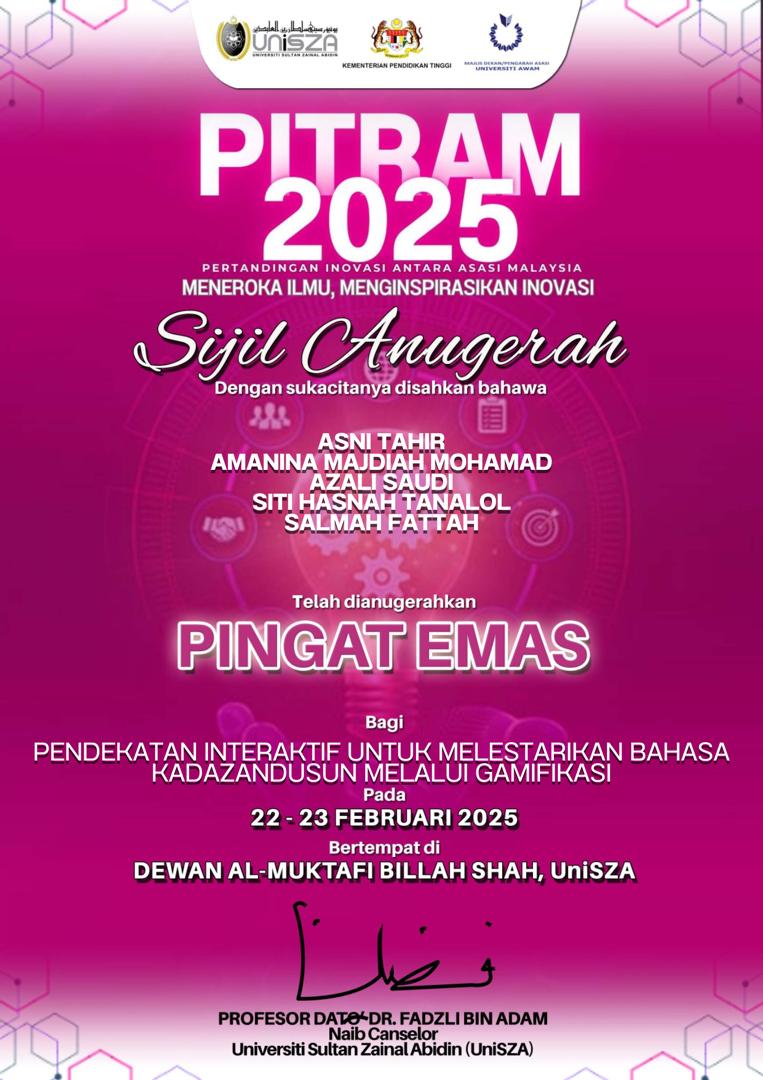 UniSZA
UNIVERSITI SULTAN ZAINAL ABIDIN
KEMENTERIAN PENDIDIKAN TINGGI
MAJLIS DEKAN/PENGARAH ASASI
UNIVERSITI AWAM
PITRAM
2025
PERTANDINGAN INOVASI ANTARA ASASI MALAYSIA
MENEROKA ILMU, MENGINSPIRASIKAN INOVASI
Sijil Anugerah
Dengan sukacitanya disahkan bahawa
ASNI TAHIR
AMANINA MAJDIAH MOHAMAD
AZALI SAUDI
SITI HASNAH TANALOL
SALMAH FATTAH
Telah dianugerahkan
PINGAT EMAS
Bagi
PENDEKATAN INTERAKTIF UNTUK MELESTARIKAN BAHASA
KADAZANDUSUN MELALUI GAMIFIKASI
Pada
22 - 23 FEBRUARI 2025
Bertempat di
DEWAN AL-MUKTAFI BILLAH SHAH, UniSZA
PROFESOR DATO' DR. FADZLI BIN ADAM
Naib Canselor
Universiti Sultan Zainal Abidin (UniSZA)